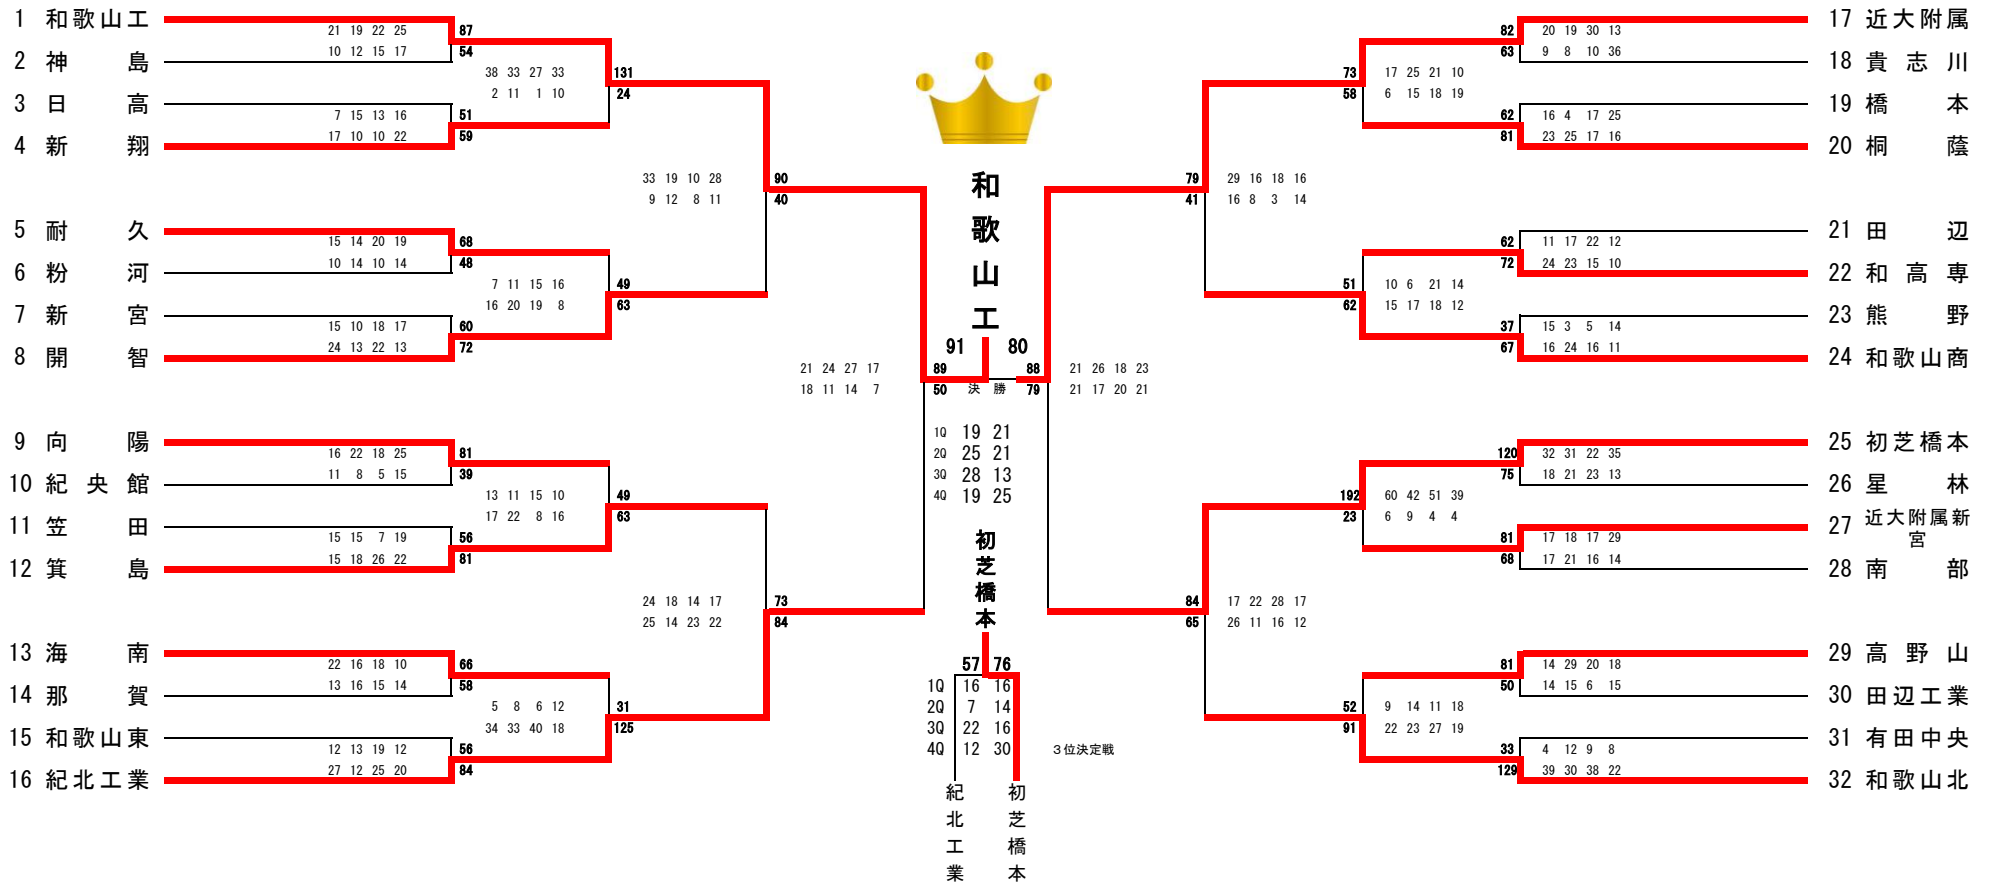 1 和歌山工
21 19 22 25 87
10 12 15 17 54
2 神島
38 33 27 33 131
2 11 1 10 24
3 日高
7 15 13 16 51
17 10 10 22 59
4 新翔
33 19 10 28 90
9 12 8 11 40
5 耐久
15 14 20 19 68
10 14 10 14 48
6 粉河
7 11 15 16 49
16 20 19 8 63
7 新宮
15 10 18 17 60
24 13 22 13 72
8 開智
21 24 27 17 89
18 11 14 7 50
9 向陽
16 22 18 25 81
11 8 5 15 39
10 紀央館
13 11 15 10 49
17 22 8 16 63
11 笠田
15 15 7 19 56
15 18 26 22 81
12 箕島
24 18 14 17 73
25 14 23 22 84
13 海南
22 16 18 10 66
13 16 15 14 58
14 那賀
5 8 6 12 31
34 33 40 18 125
15 和歌山東
12 13 19 12 56
27 12 25 20 84
16 紀北工業
和歌山工
91 80
決勝
1Q 19 21
2Q 25 21
3Q 28 13
4Q 19 25
初芝橋本
57 76
1Q 16 16
2Q 7 14
3Q 22 16
4Q 12 30
3位決定戦
紀北工業
初芝橋本
17 近大附属
82 20 19 30 13
63 9 8 10 36
18 貴志川
73 17 25 21 10
58 6 15 18 19
19 橋本
62 16 4 17 25
81 23 25 17 16
20 桐蔭
79 29 16 18 16
41 16 8 3 14
21 田辺
62 11 17 22 12
72 24 23 15 10
22 和高専
51 10 6 21 14
62 15 17 18 12
23 熊野
37 15 3 5 14
67 16 24 16 11
24 和歌山商
88 21 26 18 23
79 21 17 20 21
25 初芝橋本
120 32 31 22 35
75 18 21 23 13
26 星林
192 60 42 51 39
23 6 9 4 4
27 近大附属新
宮
81 17 18 17 29
68 17 21 16 14
28 南部
84 17 22 28 17
65 26 11 16 12
29 高野山
81 14 29 20 18
50 14 15 6 15
30 田辺工業
52 9 14 11 18
91 22 23 27 19
31 有田中央
33 4 12 9 8
129 39 30 38 22
32 和歌山北